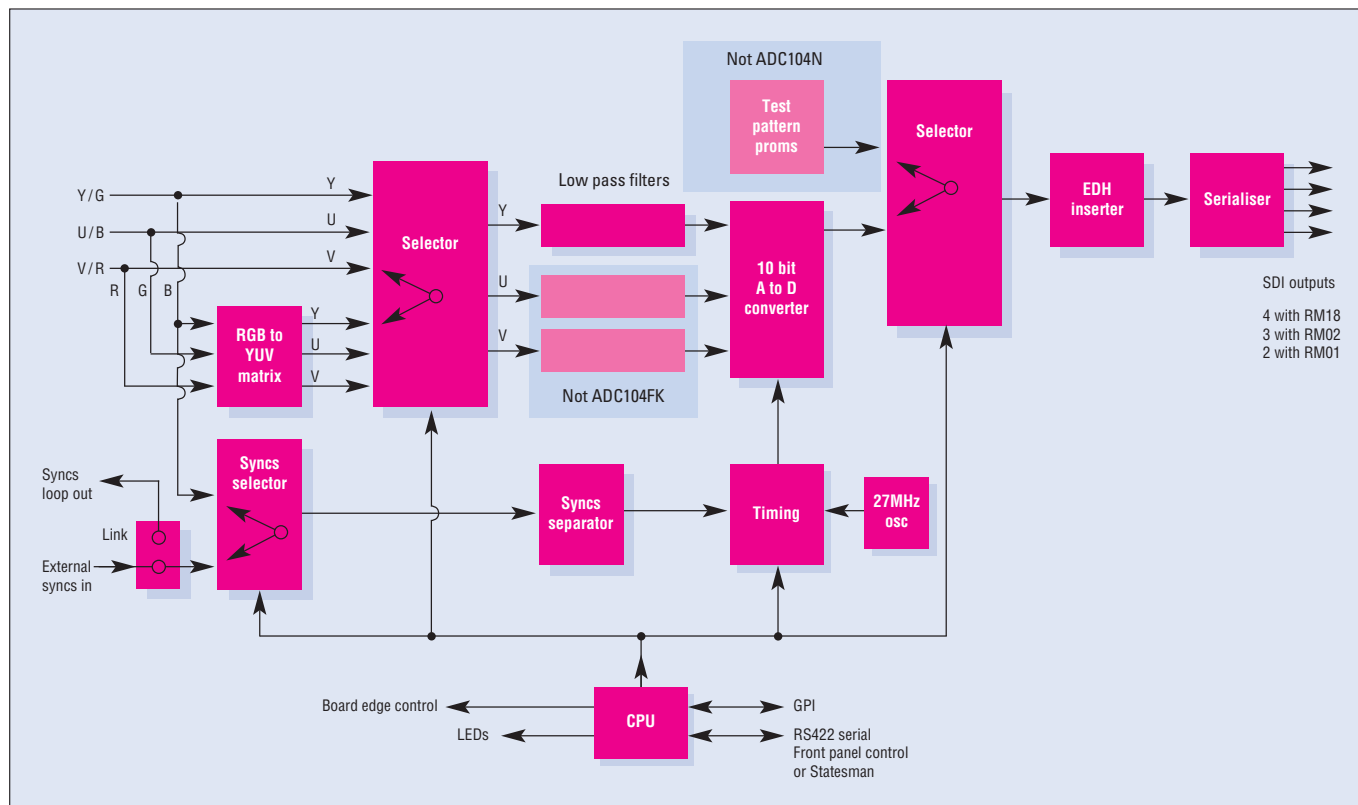 Not ADC104N
Test
pattern
proms
Selector
Low pass filters
Y/G
U/B
V/R
R
G
B
Y
U
V
Selector
Y
U
V
RGB to
YUV
matrix
Y
U
V
Not ADC104FK
10 bit
A to D
converter
EDH
inserter
Serialiser
SDI outputs
4 with RM18
3 with RM02
2 with RM01
Syncs
loop out
Link
External
syncs in
Syncs
selector
Syncs
separator
Timing
27MHz
osc
Board edge control
LEDs
CPU
GPI
RS422 serial
Front panel control
or Statesman